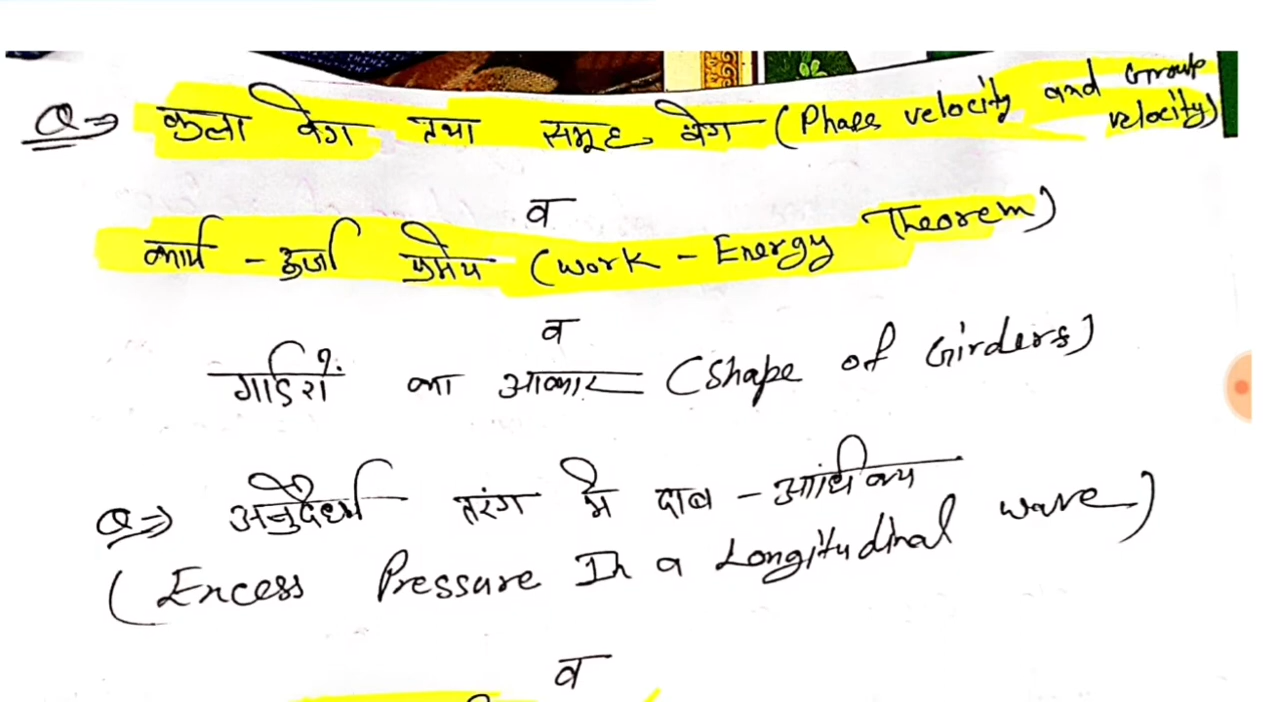 Q⇒ कला वेग तथा समूह वेग (Phase velocity and Group velocity)
व
कार्य - ऊर्जा प्रमेय (Work - Energy Theorem)
व
गार्डरों का आकार (Shape of Girders)
Q⇒ अनुदैर्ध्य तरंग में दाब - आधिक्य
(Excess Pressure In a Longitudinal wave)
व